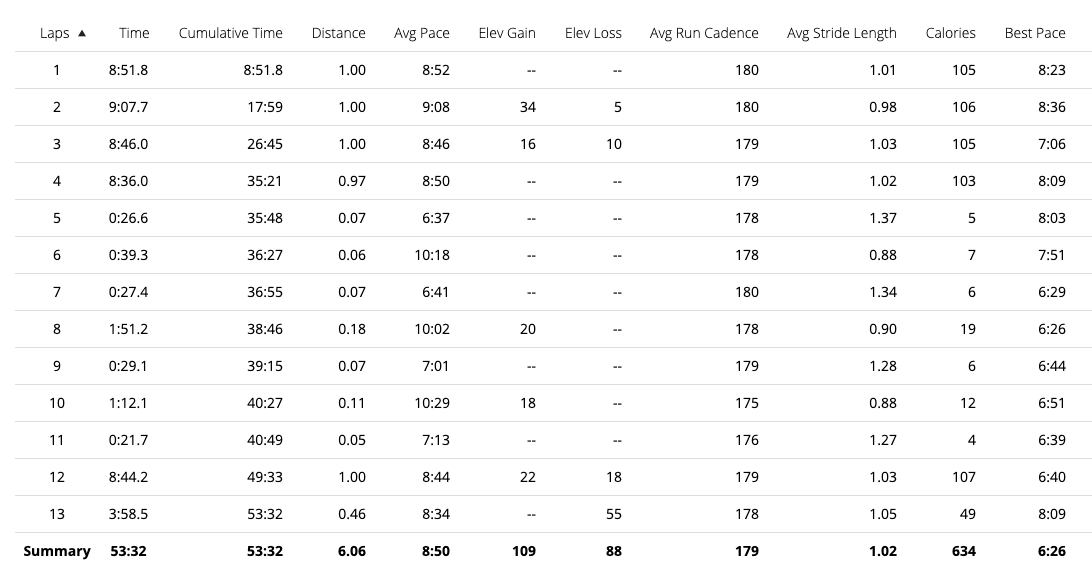 Laps ▲ Time Cumulative Time Distance Avg Pace Elev Gain Elev Loss Avg Run Cadence Avg Stride Length Calories Best Pace
1 8:51.8 8:51.8 1.00 8:52 -- -- 180 1.01 105 8:23
2 9:07.7 17:59 1.00 9:08 34 5 180 0.98 106 8:36
3 8:46.0 26:45 1.00 8:46 16 10 179 1.03 105 7:06
4 8:36.0 35:21 0.97 8:50 -- -- 179 1.02 103 8:09
5 0:26.6 35:48 0.07 6:37 -- -- 178 1.37 5 8:03
6 0:39.3 36:27 0.06 10:18 -- -- 178 0.88 7 7:51
7 0:27.4 36:55 0.07 6:41 -- -- 180 1.34 6 6:29
8 1:51.2 38:46 0.18 10:02 20 -- 178 0.90 19 6:26
9 0:29.1 39:15 0.07 7:01 -- -- 179 1.28 6 6:44
10 1:12.1 40:27 0.11 10:29 18 -- 175 0.88 12 6:51
11 0:21.7 40:49 0.05 7:13 -- -- 176 1.27 4 6:39
12 8:44.2 49:33 1.00 8:44 22 18 179 1.03 107 6:40
13 3:58.5 53:32 0.46 8:34 -- 55 178 1.05 49 8:09
Summary 53:32 53:32 6.06 8:50 109 88 179 1.02 634 6:26